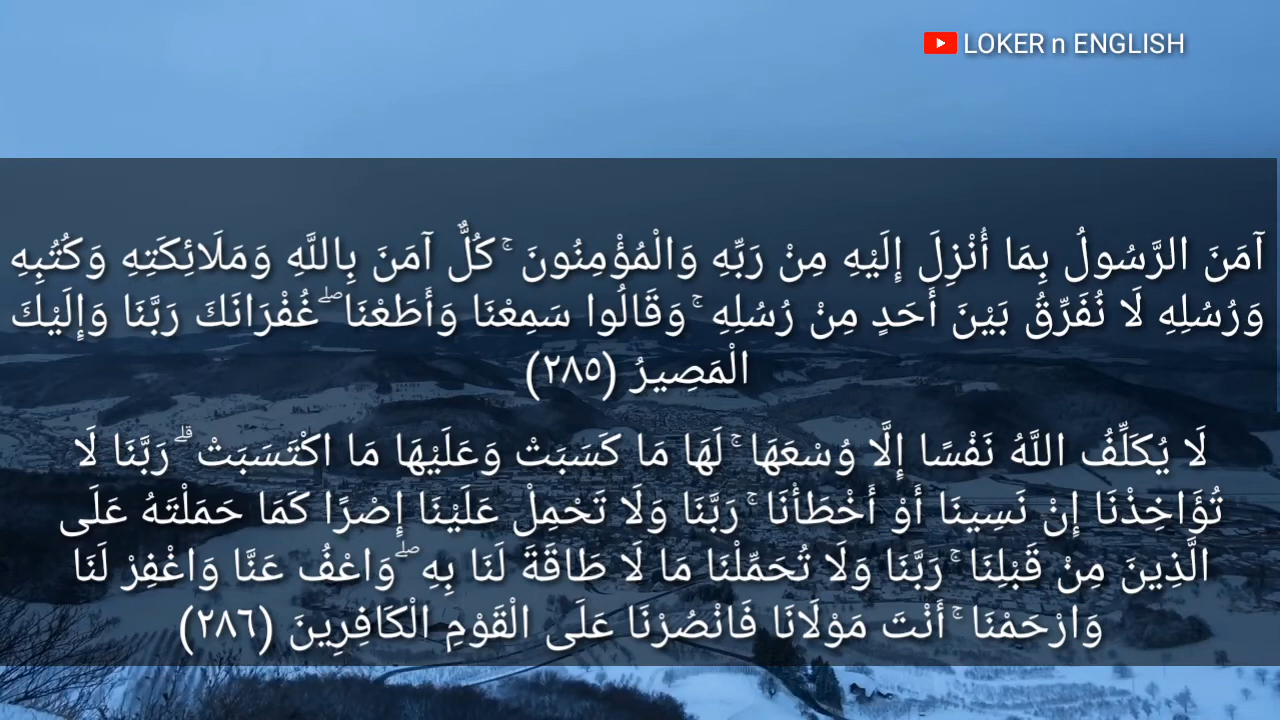 LOKER n ENGLISH
آمَنَ الرَّسُولُ بِمَا أُنْزِلَ إِلَيْهِ مِنْ رَبِّهِ وَالْمُؤْمِنُونَ ۚ كُلٌّ آمَنَ بِاللَّهِ وَمَلَائِكَتِهِ وَكُتُبِهِ
وَرُسُلِهِ لَا نُفَرِّقُ بَيْنَ أَحَدٍ مِنْ رُسُلِهِ ۚ وَقَالُوا سَمِعْنَا وَأَطَعْنَا ۖ غُفْرَانَكَ رَبَّنَا وَإِلَيْكَ
الْمَصِيرُ (٢٨٥)
لَا يُكَلِّفُ اللَّهُ نَفْسًا إِلَّا وُسْعَهَا ۚ لَهَا مَا كَسَبَتْ وَعَلَيْهَا مَا اكْتَسَبَتْ ۗ رَبَّنَا لَا
تُؤَاخِذْنَا إِنْ نَسِينَا أَوْ أَخْطَأْنَا ۚ رَبَّنَا وَلَا تَحْمِلْ عَلَيْنَا إِصْرًا كَمَا حَمَلْتَهُ عَلَى
الَّذِينَ مِنْ قَبْلِنَا ۚ رَبَّنَا وَلَا تُحَمِّلْنَا مَا لَا طَاقَةَ لَنَا بِهِ ۖ وَاعْفُ عَنَّا وَاغْفِرْ لَنَا
وَارْحَمْنَا ۚ أَنْتَ مَوْلَانَا فَانْصُرْنَا عَلَى الْقَوْمِ الْكَافِرِينَ (٢٨٦)